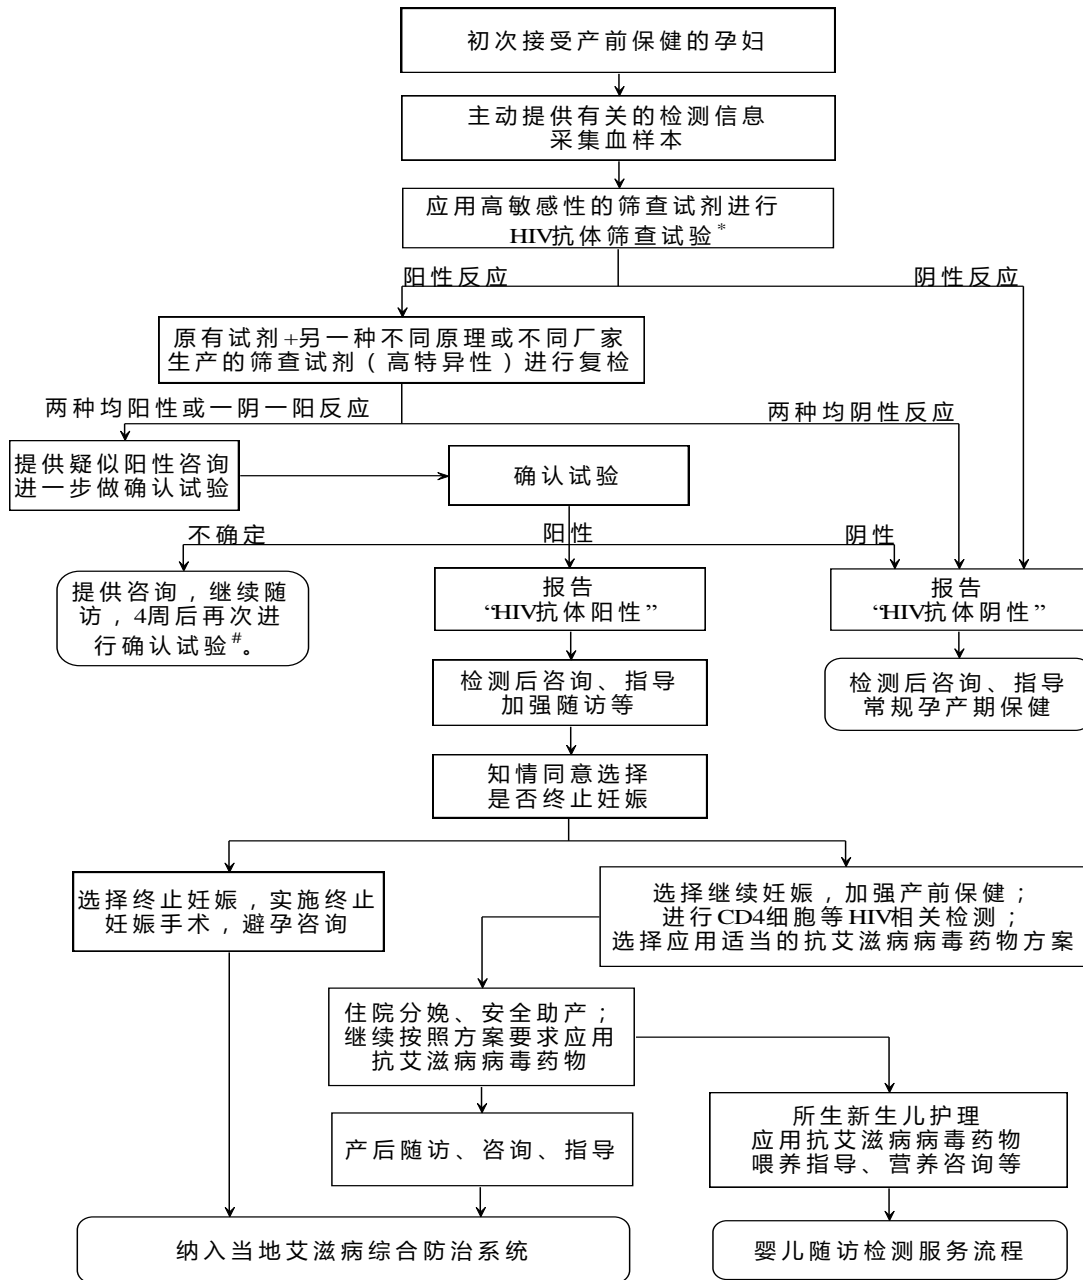 初次接受产前保健的孕妇
主动提供有关的检测信息
采集血样本
应用高敏感性的筛查试剂进行
HIV抗体筛查试验*
阳性反应
阴性反应
原有试剂+另一种不同原理或不同厂家
生产的筛查试剂（高特异性）进行复检
两种均阳性或一阴一阳反应
两种均阴性反应
提供疑似阳性咨询
进一步做确认试验
确认试验
不确定
阳性
阴性
提供咨询，继续随
访，4周后再次进
行确认试验#。
报告
“HIV抗体阳性”
报告
“HIV抗体阴性”
检测后咨询、指导
加强随访等
检测后咨询、指导
常规孕产期保健
知情同意选择
是否终止妊娠
选择终止妊娠，实施终止
妊娠手术，避孕咨询
选择继续妊娠，加强产前保健；
进行CD4细胞等HIV相关检测；
选择应用适当的抗艾滋病病毒药物方案
住院分娩、安全助产；
继续按照方案要求应用
抗艾滋病病毒药物
所生新生儿护理
应用抗艾滋病病毒药物
喂养指导、营养咨询等
产后随访、咨询、指导
纳入当地艾滋病综合防治系统
婴儿随访检测服务流程